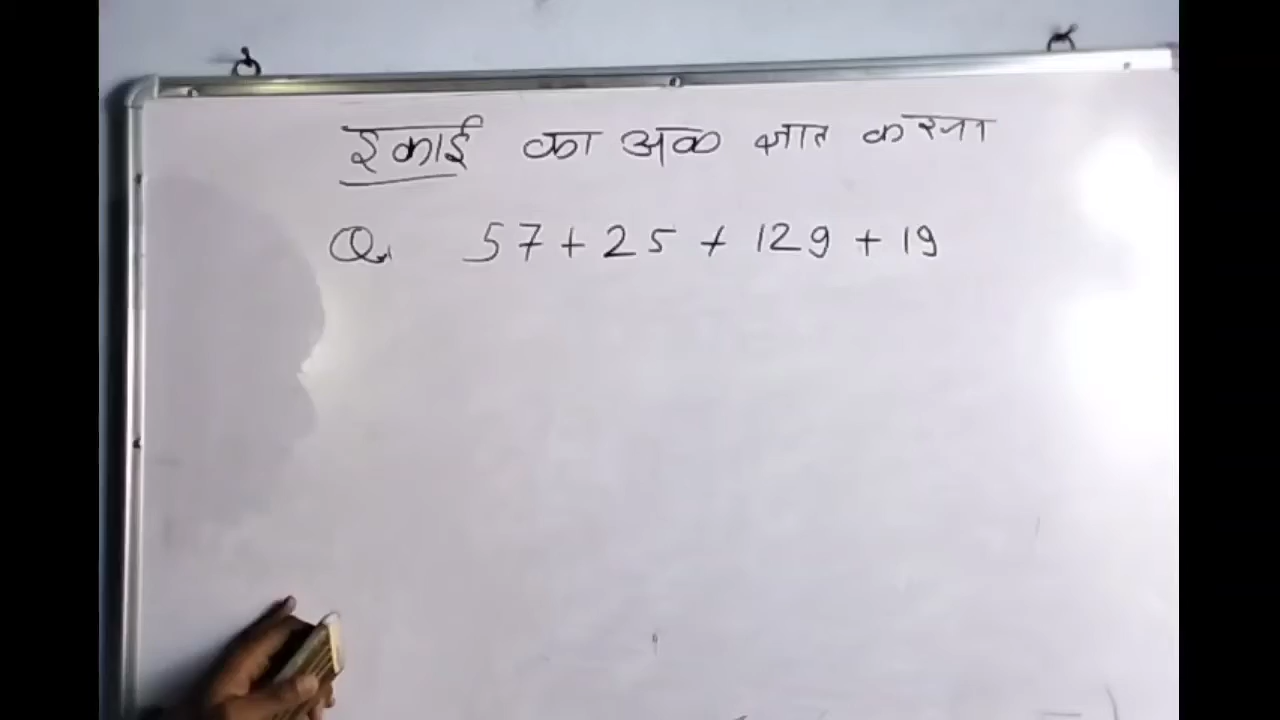 इकाई का अंक ज्ञात करना
Q. 57 + 25 + 129 + 19